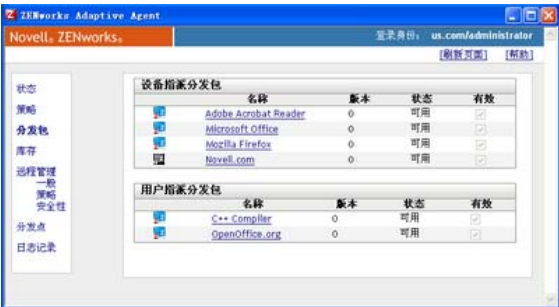 ZENworks Adaptive Agent
Novell® ZENworks®
登录身份: us.com/administrator
[刷新页面] [帮助]
状态
策略
分发包
库存
远程管理
一般
策略
安全性
分发点
日志记录
设备指派分发包
名称 版本 状态 有效
Adobe Acrobat Reader 0 可用
Microsoft Office 0 可用
Mozilla Firefox 0 可用
Novell.com 0 可用
用户指派分发包
名称 版本 状态 有效
C++ Compiler 0 可用
OpenOffice.org 0 可用